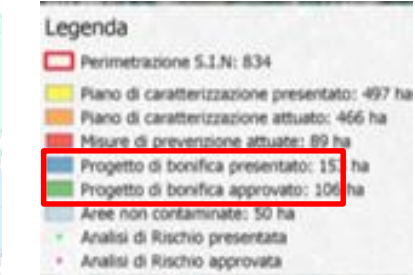 Legenda
Perimetrazione S.I.N: 834
Piano di caratterizzazione presentato: 497 ha
Piano di caratterizzazione attuato: 466 ha
Misure di prevenzione attuate: 89 ha
Progetto di bonifica presentato: ha
Progetto di bonifica approvato: 106 ha
Aree non contaminate: 50 ha
Analisi di Rischio presentata
Analisi di Rischio approvata